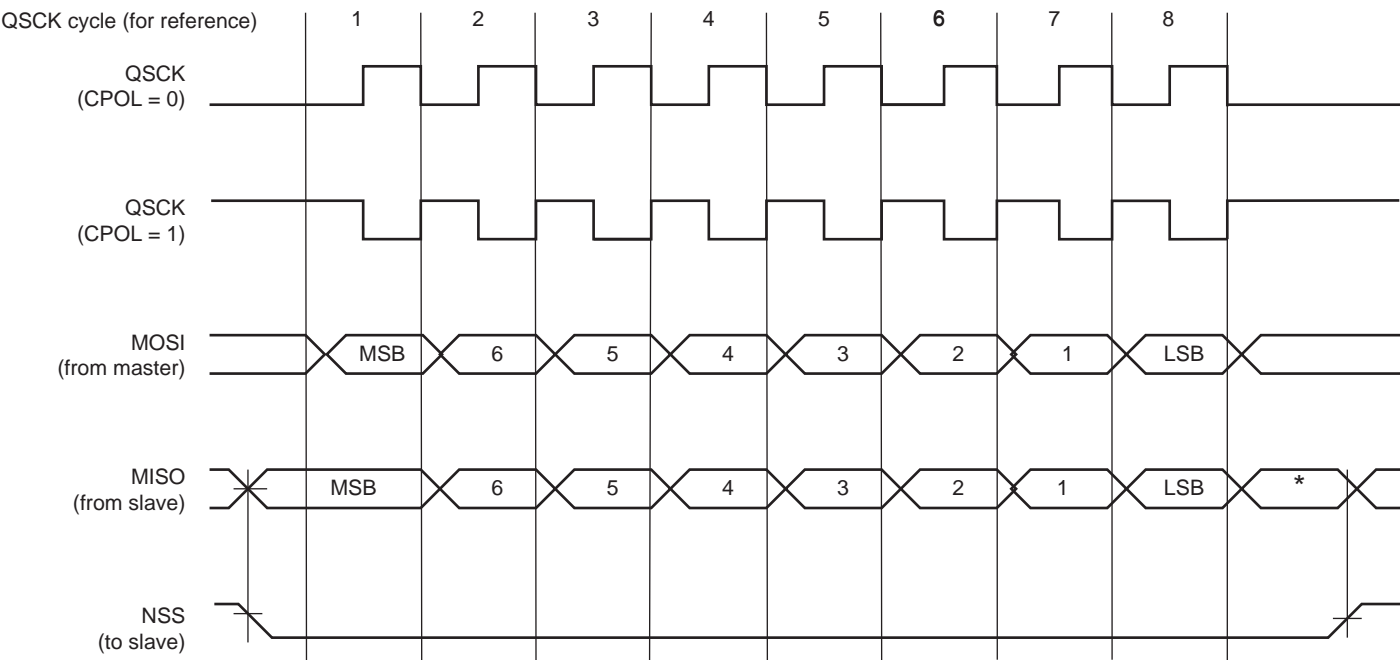 QSCK cycle (for reference) 1 2 3 4 5 6 7 8
QSCK
(CPOL = 0)
QSCK
(CPOL = 1)
MOSI
(from master)
MSB 6 5 4 3 2 1 LSB
MISO
(from slave)
MSB 6 5 4 3 2 1 LSB *
NSS
(to slave)